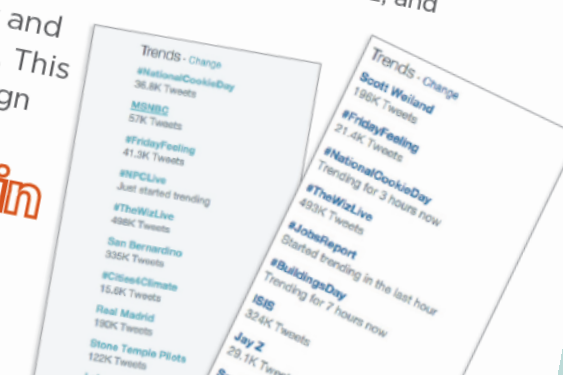 and
This
gn
in
, and
Trends · Change
#NationalCookieDay
36.8K Tweets
MSNBC
57K Tweets
#FridayFeeling
41.3K Tweets
#NPCLive
Just started trending
#TheWizLive
498K Tweets
San Bernardino
335K Tweets
#Cities4Climate
15.6K Tweets
Real Madrid
190K Tweets
Stone Temple Pilots
122K Tweets
Trends · Change
Scott Weiland
196K Tweets
#FridayFeeling
21.4K Tweets
#NationalCookieDay
Trending for 3 hours now
#TheWizLive
493K Tweets
#JobsReport
Started trending in the last hour
#BuildingsDay
Trending for 7 hours now
ISIS
324K Tweets
Jay Z
29.1K Tweets